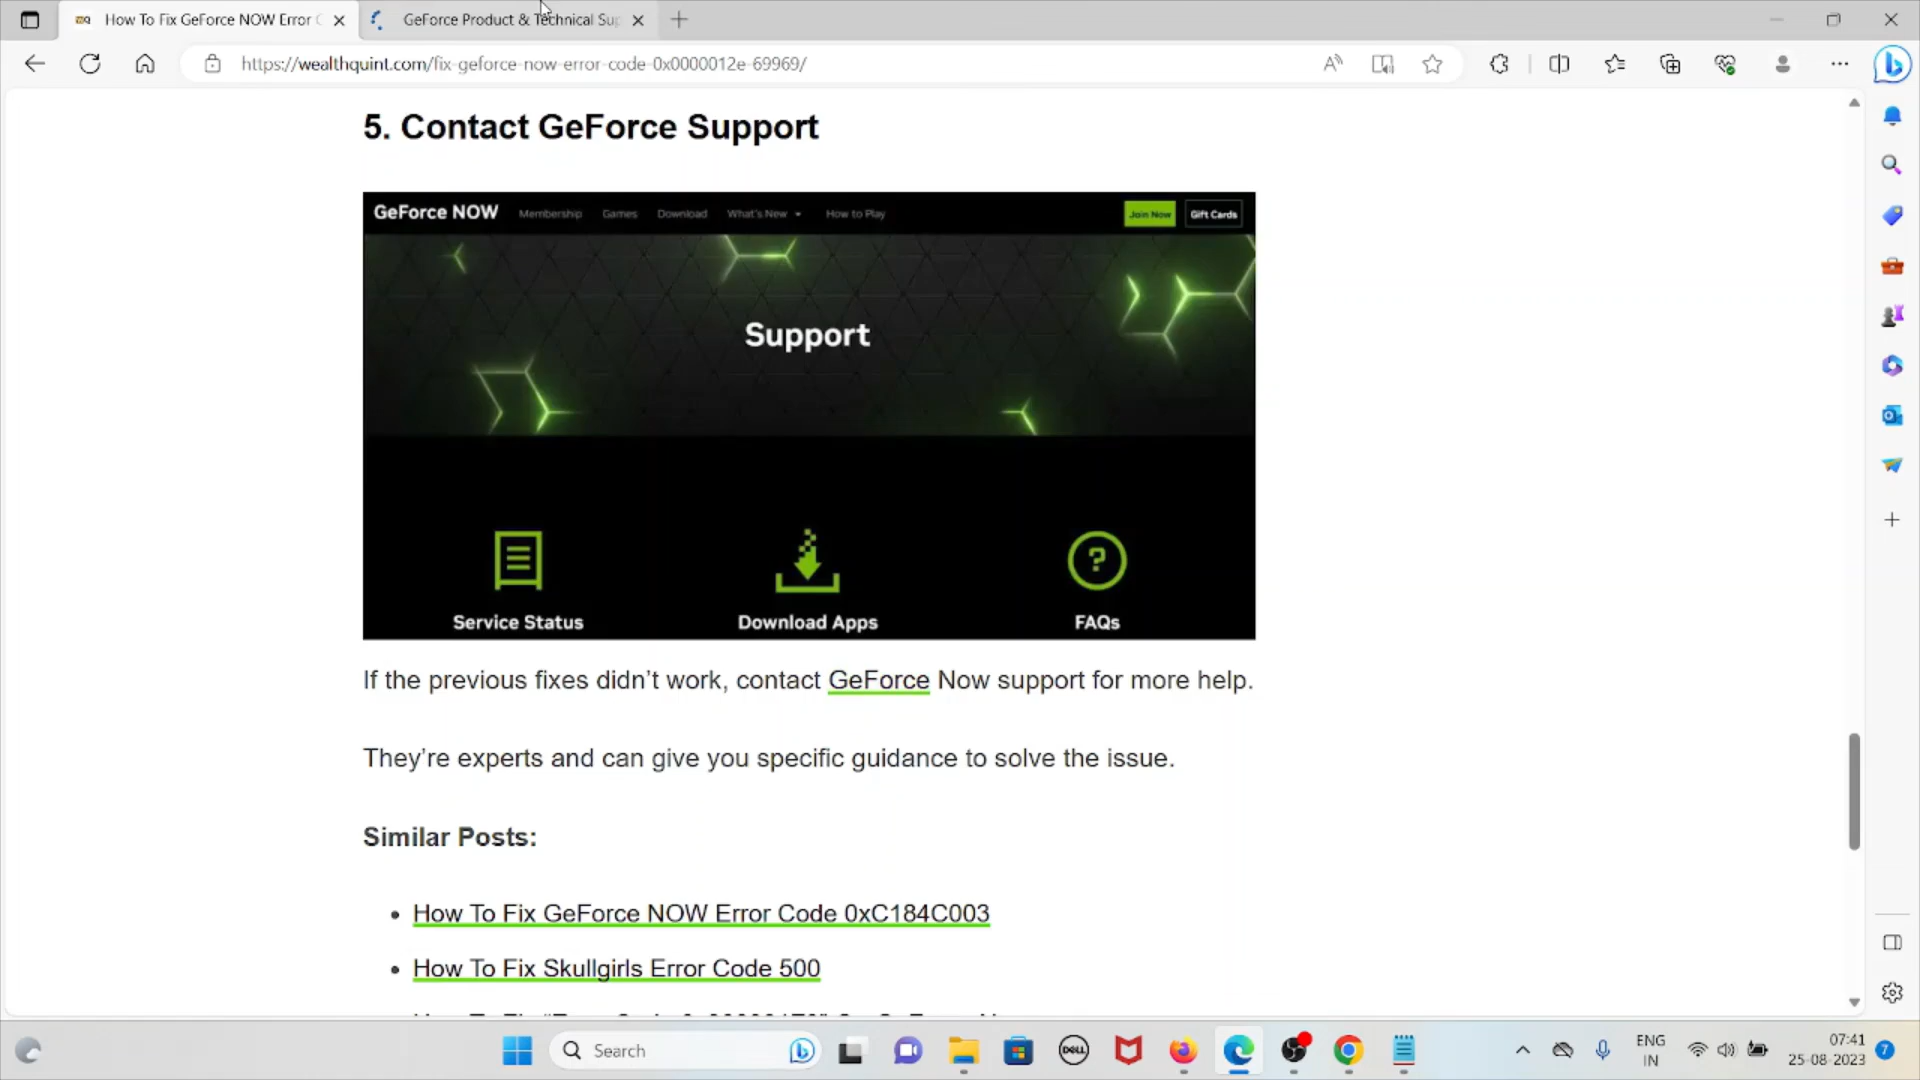 How To Fix GeForce NOW Error C
GeForce Product & Technical Sup
https://wealthquint.com/fix-geforce-now-error-code-0x0000012e-69969/
5. Contact GeForce Support
GeForce NOW Membership Games Download What's New How to Play Join Now Gift Cards
Support
Service Status Download Apps FAQs
If the previous fixes didn’t work, contact GeForce Now support for more help.
They’re experts and can give you specific guidance to solve the issue.
Similar Posts:
• How To Fix GeForce NOW Error Code 0xC184C003
• How To Fix Skullgirls Error Code 500
Search
DELL
ENG
IN
07:41
25-08-2023
7